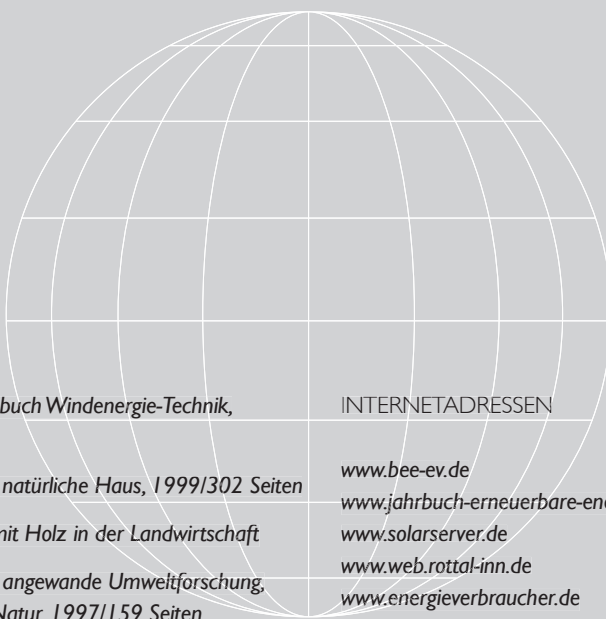 buch Windenergie-Technik,
natürliche Haus, 1999/302 Seiten
mit Holz in der Landwirtschaft
angewande Umweltforschung,
Natur, 1997/159 Seiten
INTERNETADRESSEN
www.bee-ev.de
www.jahrbuch-erneuerbare-ene
www.solarserver.de
www.web.rottal-inn.de
www.energieverbraucher.de